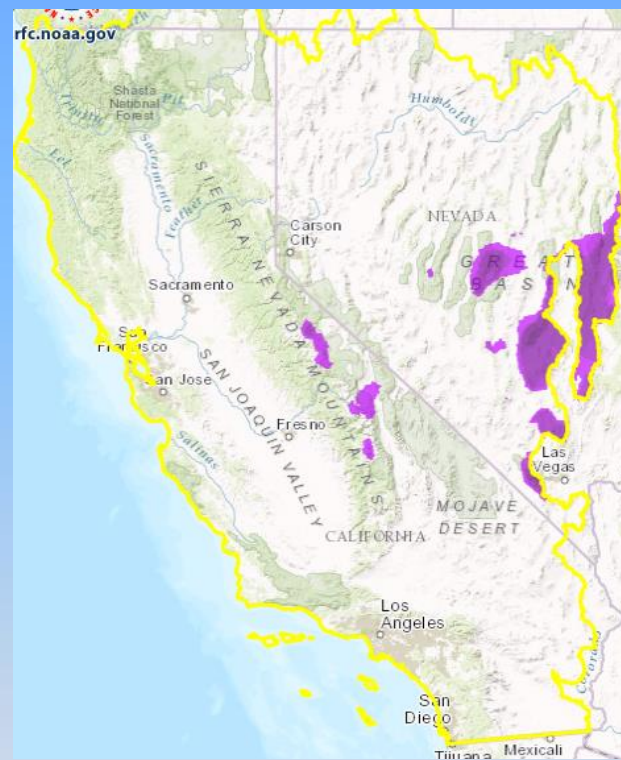 rfc.noaa.gov
Shasta
National
Forest
Pit
Trinity
Humboldt
Eel
Sacramento
Feather
SIERRA NEVADA MOUNTAINS
NEVADA
Carson
City
GREAT
BASIN
Sacramento
San
Francisco
San Jose
SAN JOAQUIN VALLEY
Fresno
Salinas
Las
Vegas
MOJAVE
DESERT
CALIFORNIA
Los
Angeles
Colorado
San
Diego
Tijuana
Mexicali